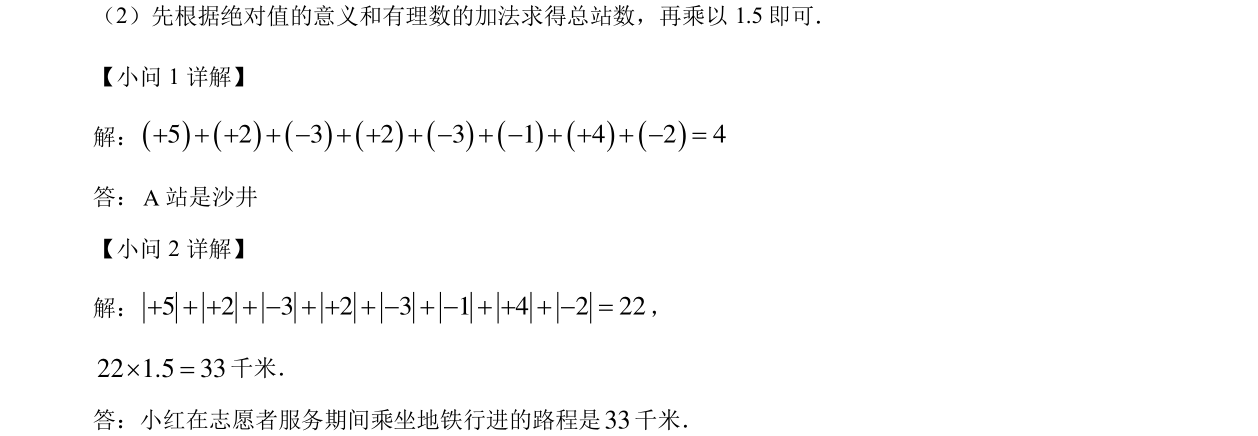 （2）先根据绝对值的意义和有理数的加法求得总站数，再乘以 1.5 即可．
【小问 1 详解】
解：(+5)+(+2)+(−3)+(+2)+(−3)+(−1)+(+4)+(−2)=4
答：A 站是沙井
【小问 2 详解】
解：|+5|+|+2|+|−3|+|+2|+|−3|+|−1|+|+4|+|−2|=22，
22×1.5=33千米．
答：小红在志愿者服务期间乘坐地铁行进的路程是33千米．